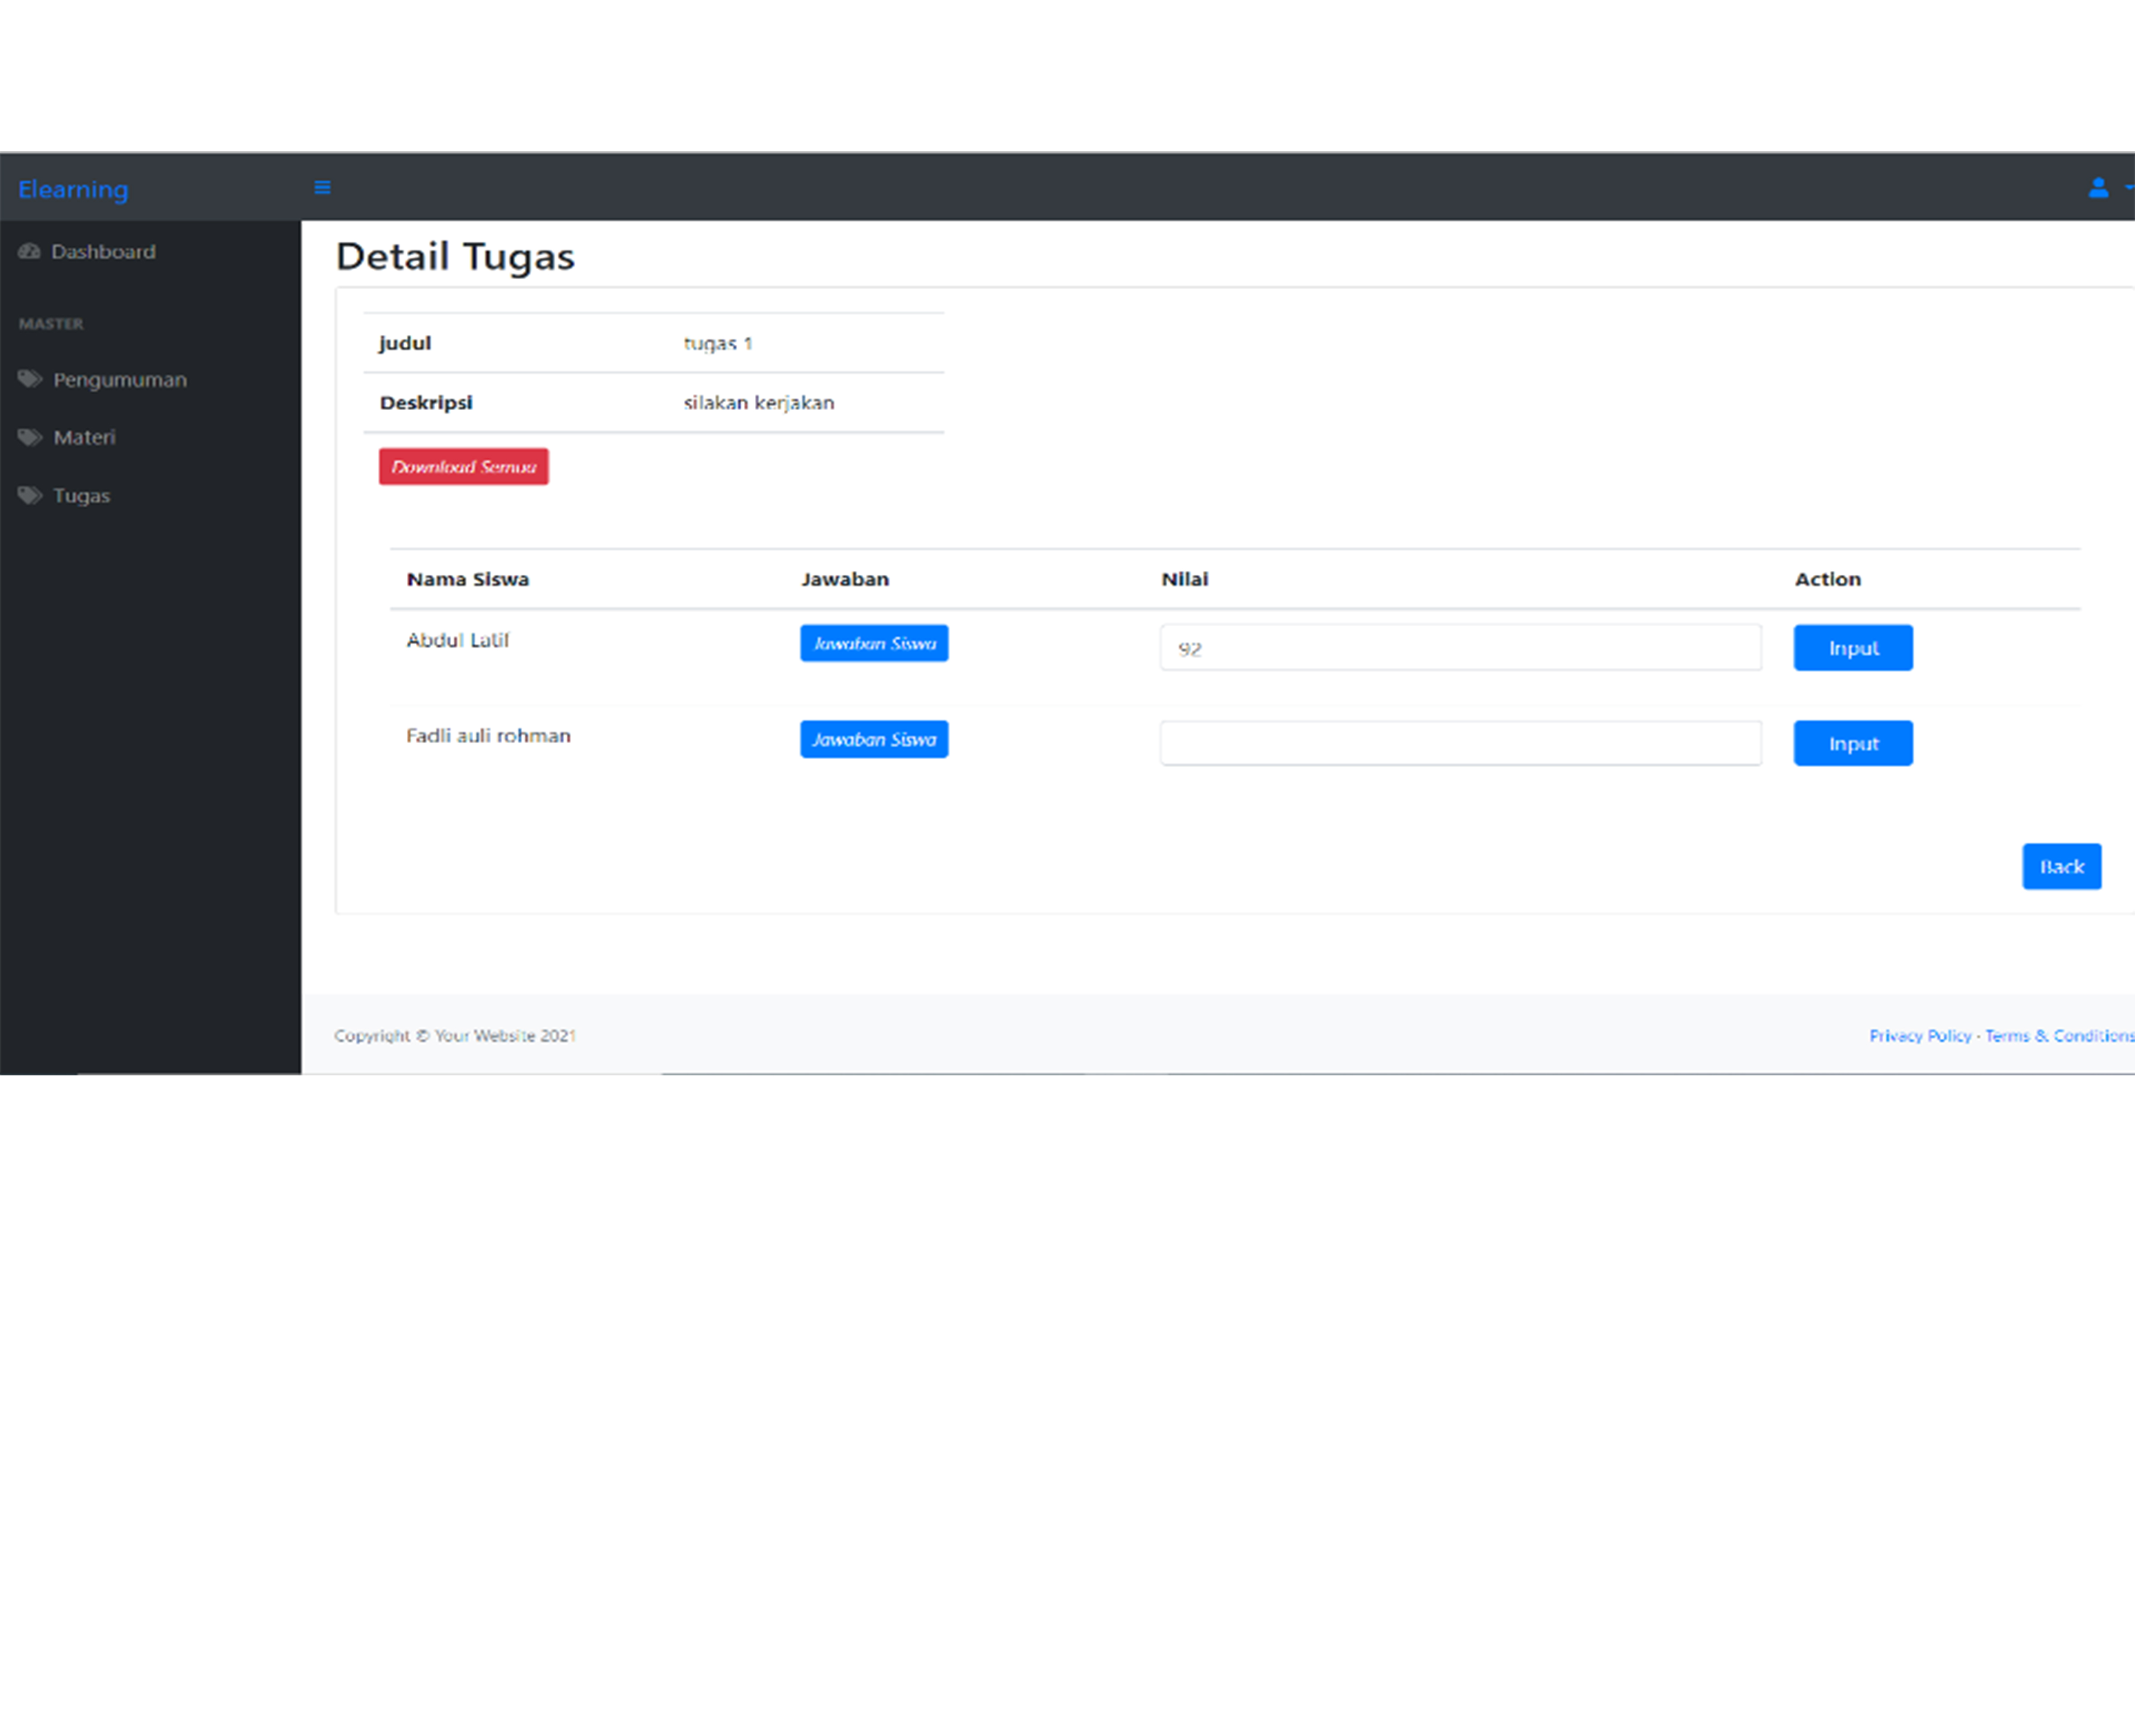 Elearning
Dashboard
MASTER
Pengumuman
Materi
Tugas
Detail Tugas
judul tugas 1
Deskripsi silakan kerjakan
Download Semua
Nama Siswa Jawaban Nilai Action
Abdul Latif Jawaban Siswa 92 Input
Fadli auli rohman Jawaban Siswa Input
Back
Copyright © Your Website 2021 Privacy Policy · Terms & Conditions